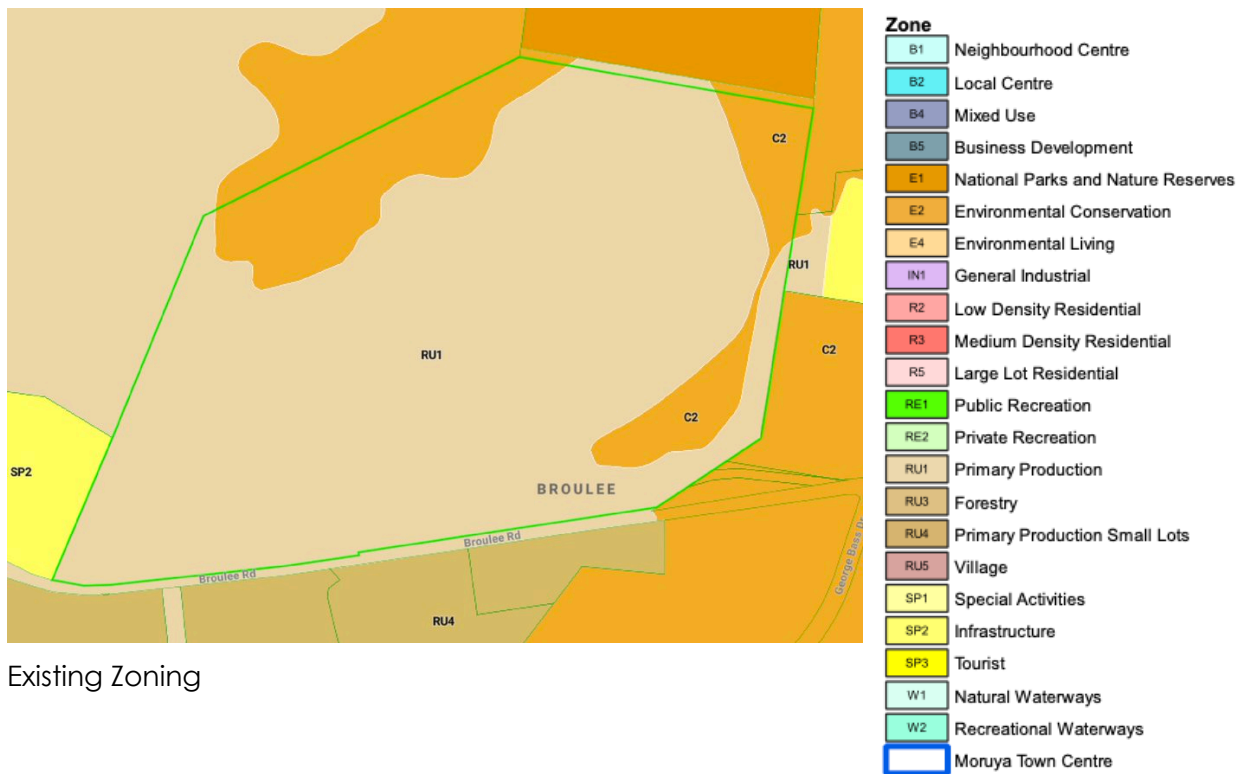 C2
RU1
C2
RU1
C2
SP2
BROULEE
Broulee Rd
Broulee Rd
RU4
George Bass Dr
Existing Zoning
Zone
B1 Neighbourhood Centre
B2 Local Centre
B4 Mixed Use
B5 Business Development
E1 National Parks and Nature Reserves
E2 Environmental Conservation
E4 Environmental Living
IN1 General Industrial
R2 Low Density Residential
R3 Medium Density Residential
R5 Large Lot Residential
RE1 Public Recreation
RE2 Private Recreation
RU1 Primary Production
RU3 Forestry
RU4 Primary Production Small Lots
RU5 Village
SP1 Special Activities
SP2 Infrastructure
SP3 Tourist
W1 Natural Waterways
W2 Recreational Waterways
Moruya Town Centre